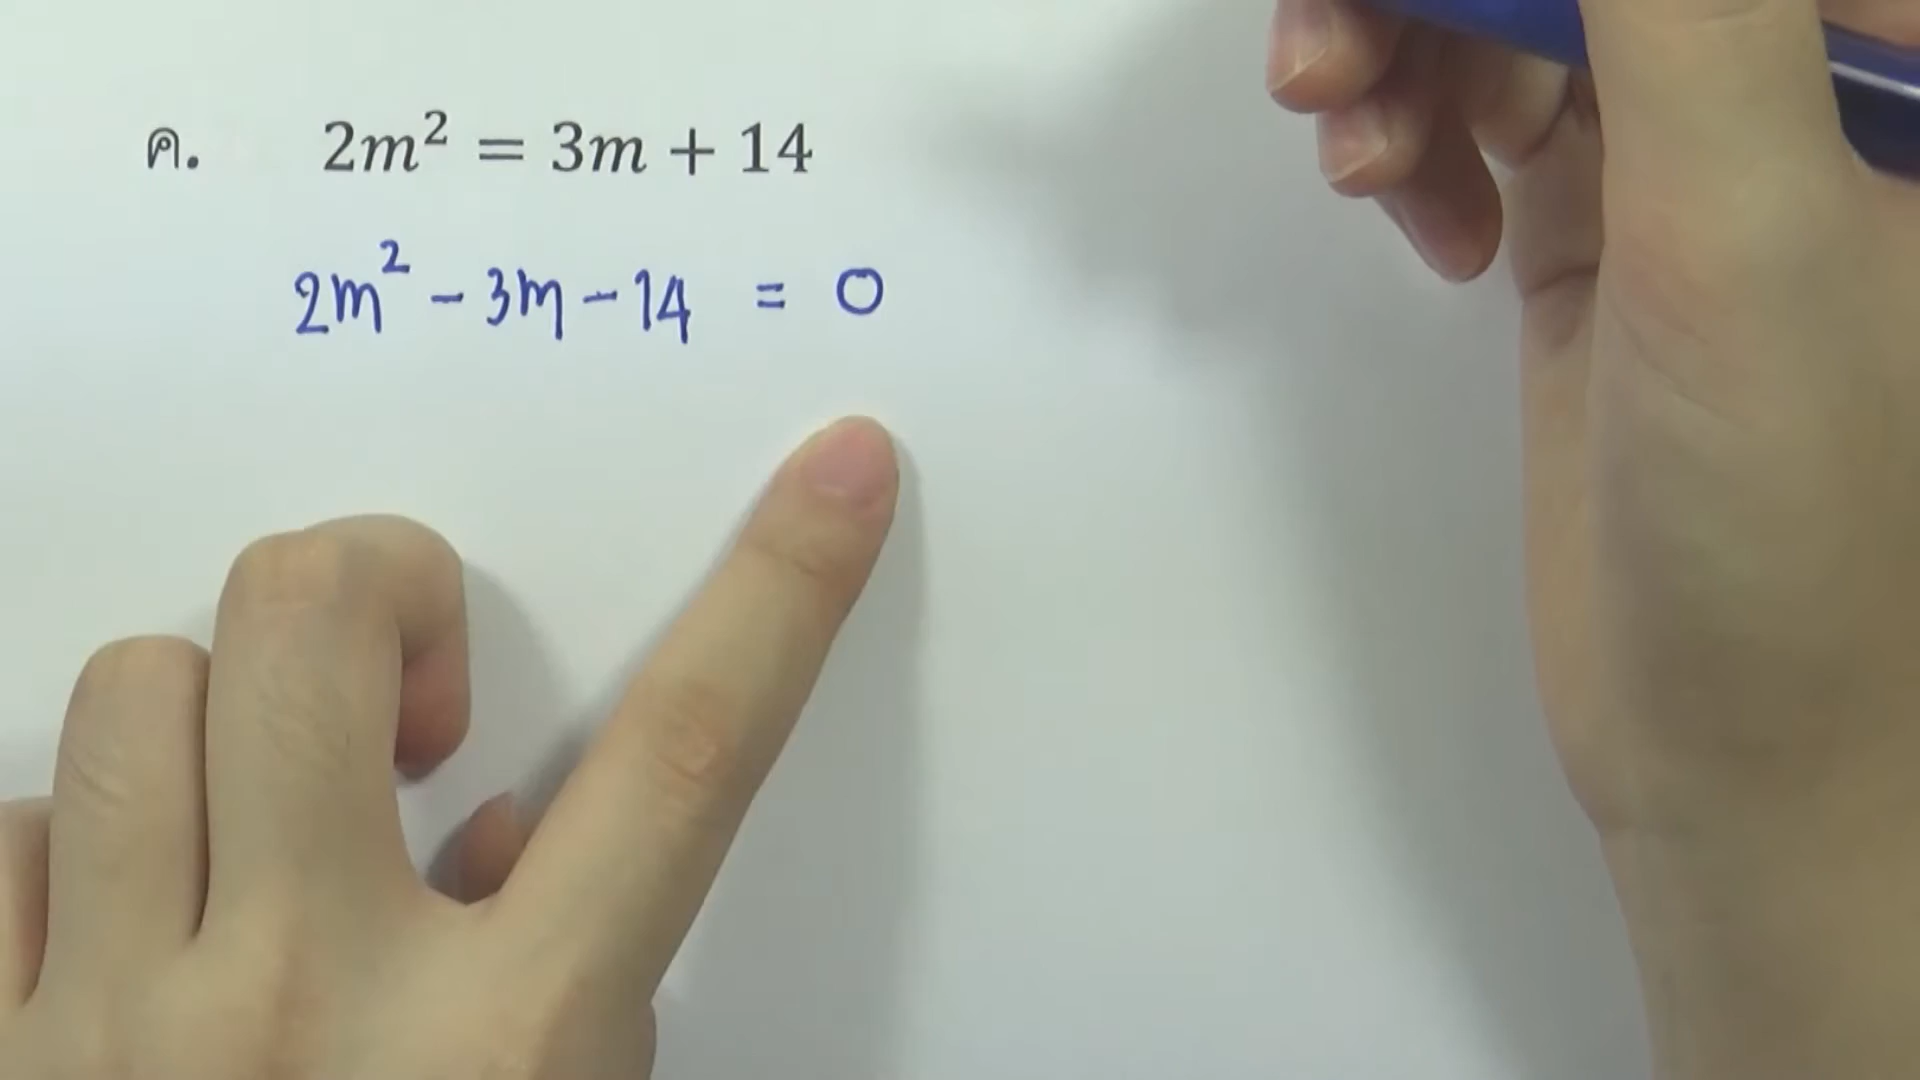 ค. 2m² = 3m + 14
2m² - 3m - 14 = 0